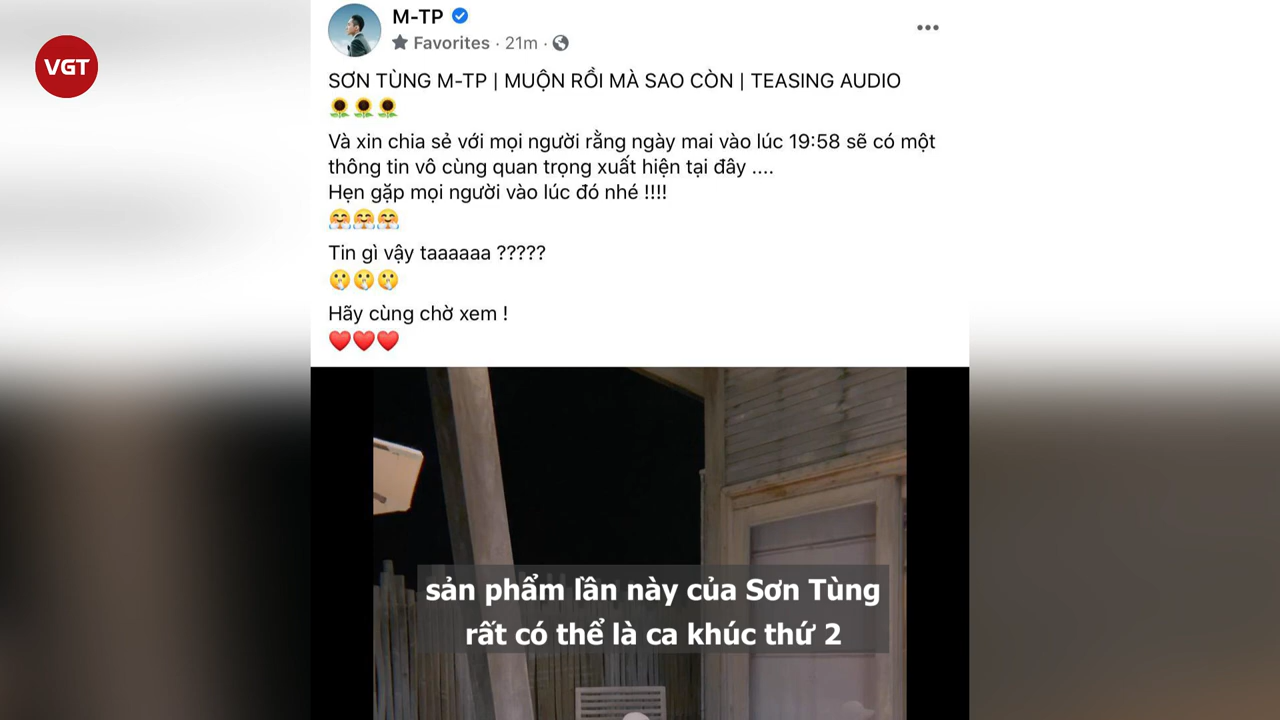 VGT
M-TP
Favorites · 21m ·
SƠN TÙNG M-TP | MUỘN RỒI MÀ SAO CÒN | TEASING AUDIO
🌻🌻🌻
Và xin chia sẻ với mọi người rằng ngày mai vào lúc 19:58 sẽ có một
thông tin vô cùng quan trọng xuất hiện tại đây ....
Hẹn gặp mọi người vào lúc đó nhé !!!!
🤗🤗🤗
Tin gì vậy taaaaaa ?????
🤫🤫🤫
Hãy cùng chờ xem !
❤️❤️❤️
sản phẩm lần này của Sơn Tùng
rất có thể là ca khúc thứ 2